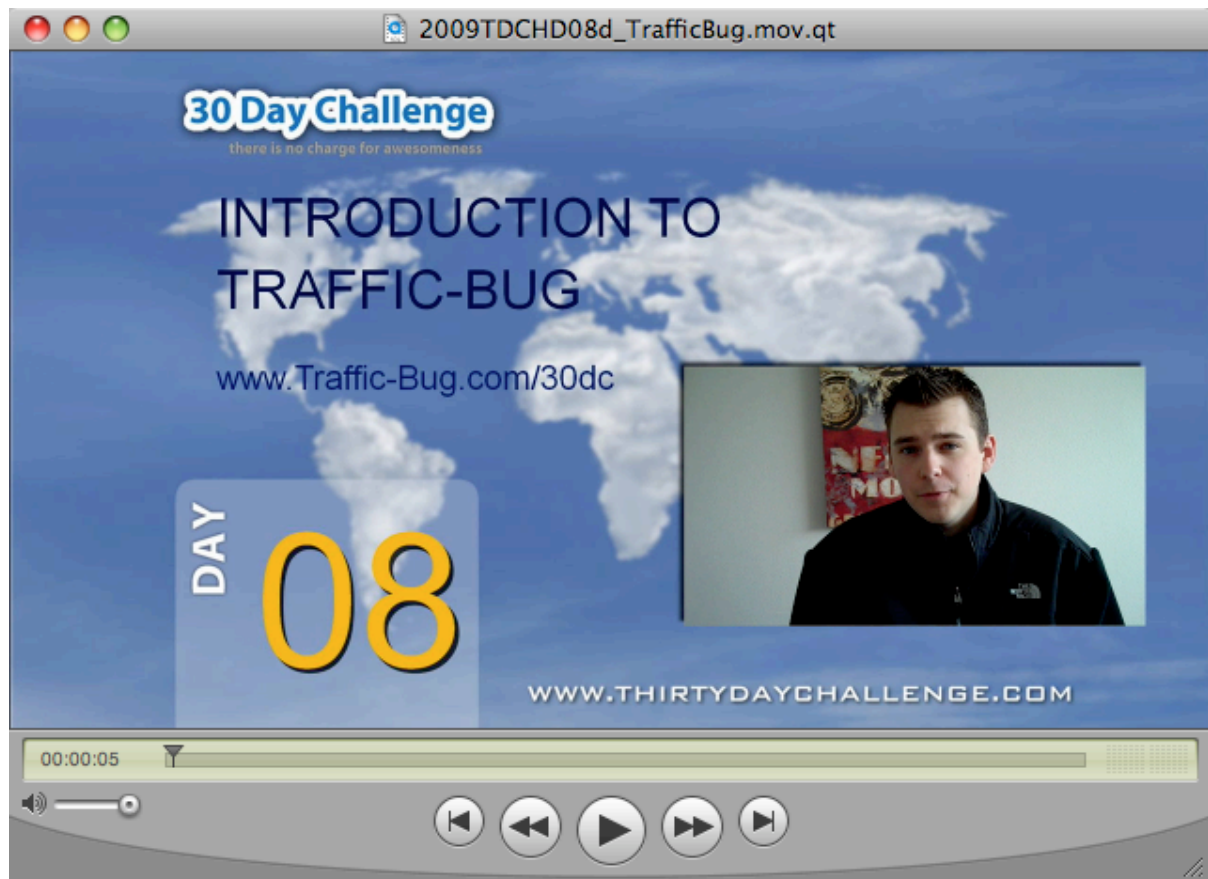 2009TDCHD08d_TrafficBug.mov.qt
30 Day Challenge
there is no charge for awesomeness
INTRODUCTION TO
TRAFFIC-BUG
www.Traffic-Bug.com/30dc
DAY
08
WWW.THIRTYDAYCHALLENGE.COM
00:00:05